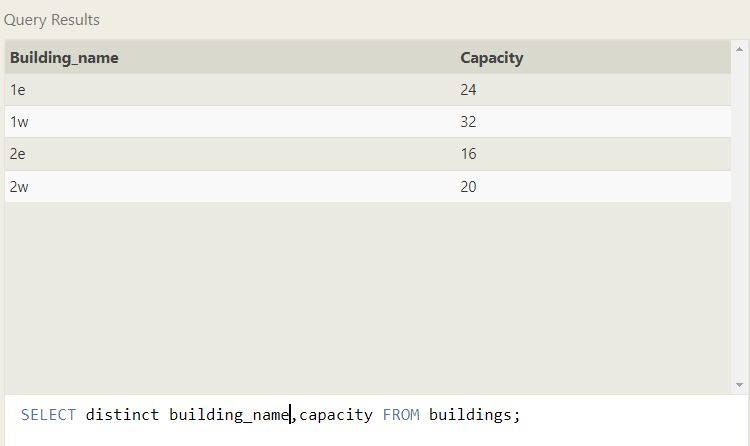 Query Results
Building_name Capacity
1e 24
1w 32
2e 16
2w 20
SELECT distinct building_name,capacity FROM buildings;